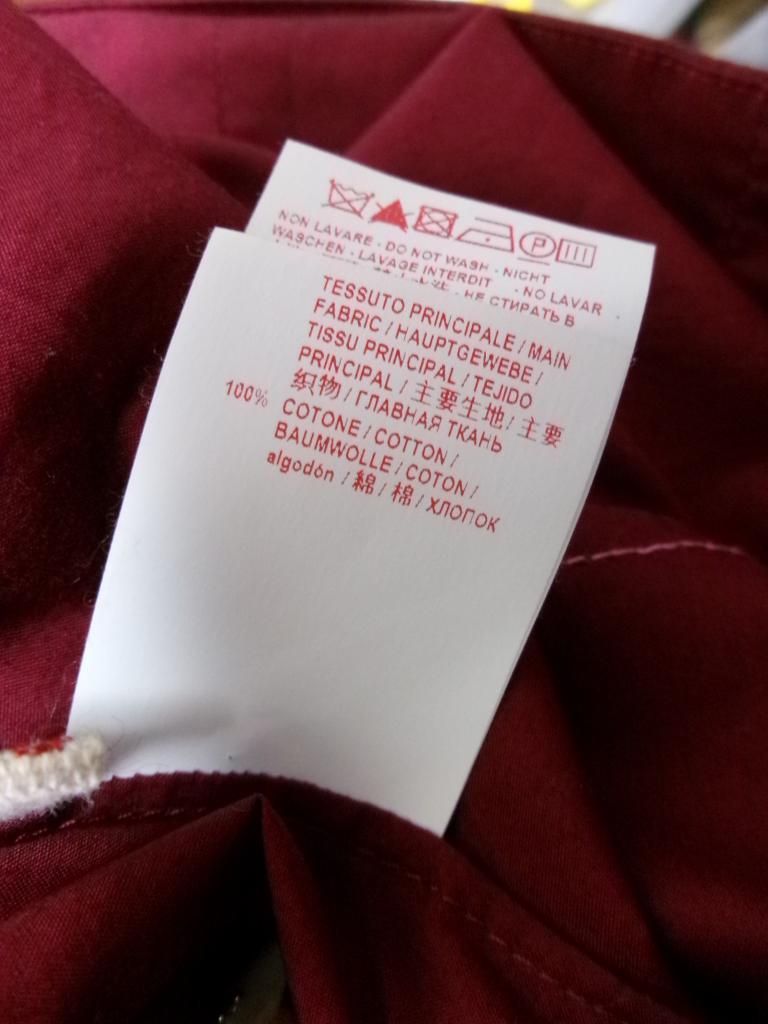 P
NON LAVARE - DO NOT WASH - NICHT
WASCHEN - LAVAGE INTERDIT - NO LAVAR
- НЕ СТИРАТЬ В
TESSUTO PRINCIPALE / MAIN
FABRIC / HAUPTGEWEBE /
TISSU PRINCIPAL / TEJIDO
PRINCIPAL / 主要生地 / 主要
织物 / ГЛАВНАЯ ТКАНЬ
100% COTONE / COTTON /
BAUMWOLLE / COTON /
algodón / 綿 / 棉 / ХЛОПОК